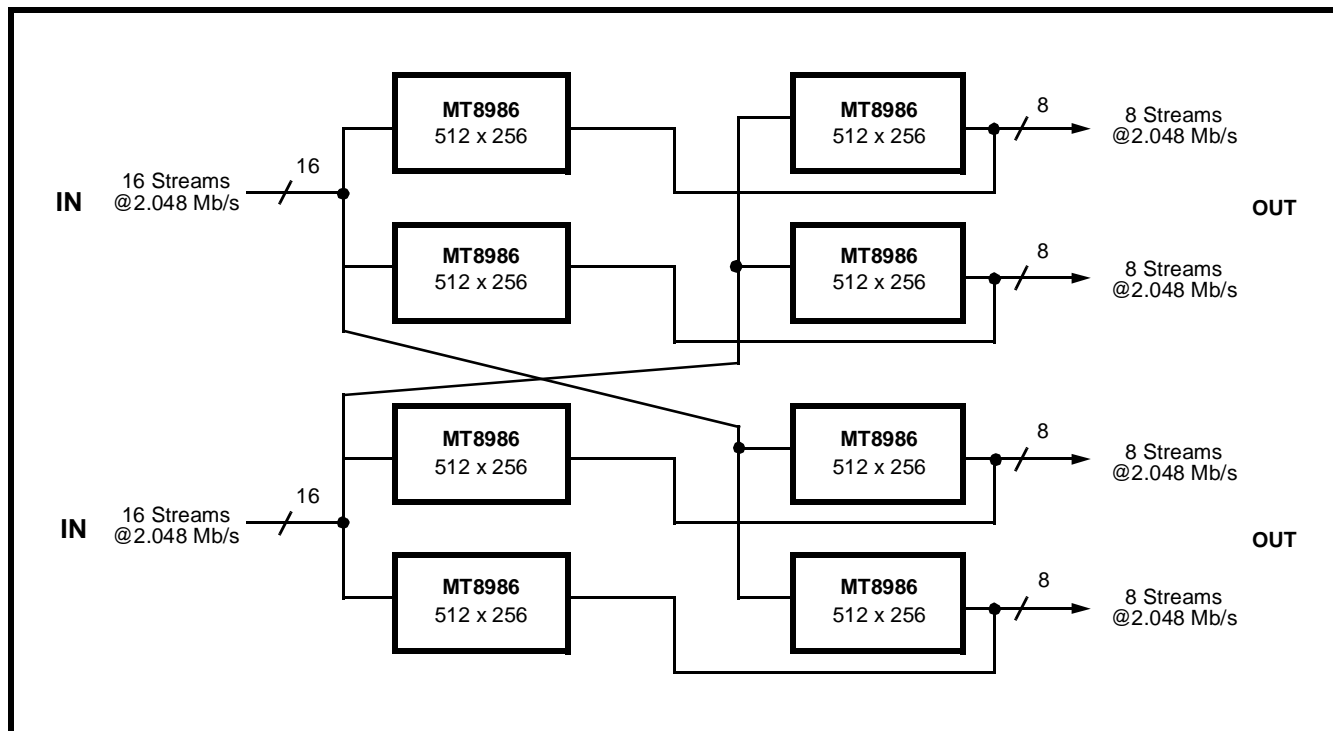 MT8986
512 x 256
MT8986
512 x 256
8
8 Streams
@2.048 Mb/s
16
16 Streams
@2.048 Mb/s
IN
OUT
MT8986
512 x 256
MT8986
512 x 256
8
8 Streams
@2.048 Mb/s
MT8986
512 x 256
MT8986
512 x 256
8
8 Streams
@2.048 Mb/s
16
16 Streams
@2.048 Mb/s
IN
OUT
MT8986
512 x 256
MT8986
512 x 256
8
8 Streams
@2.048 Mb/s